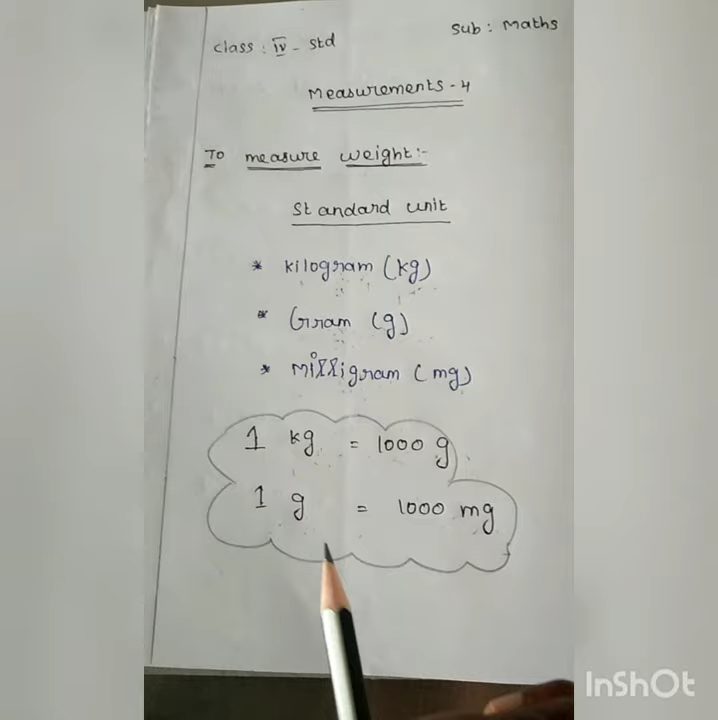 class : IV - std
Sub : Maths
Measurements - 4
To measure weight :-
Standard unit
* kilogram (kg)
* Gram (g)
* Milligram (mg)
1 kg = 1000 g
1 g = 1000 mg
InShOt